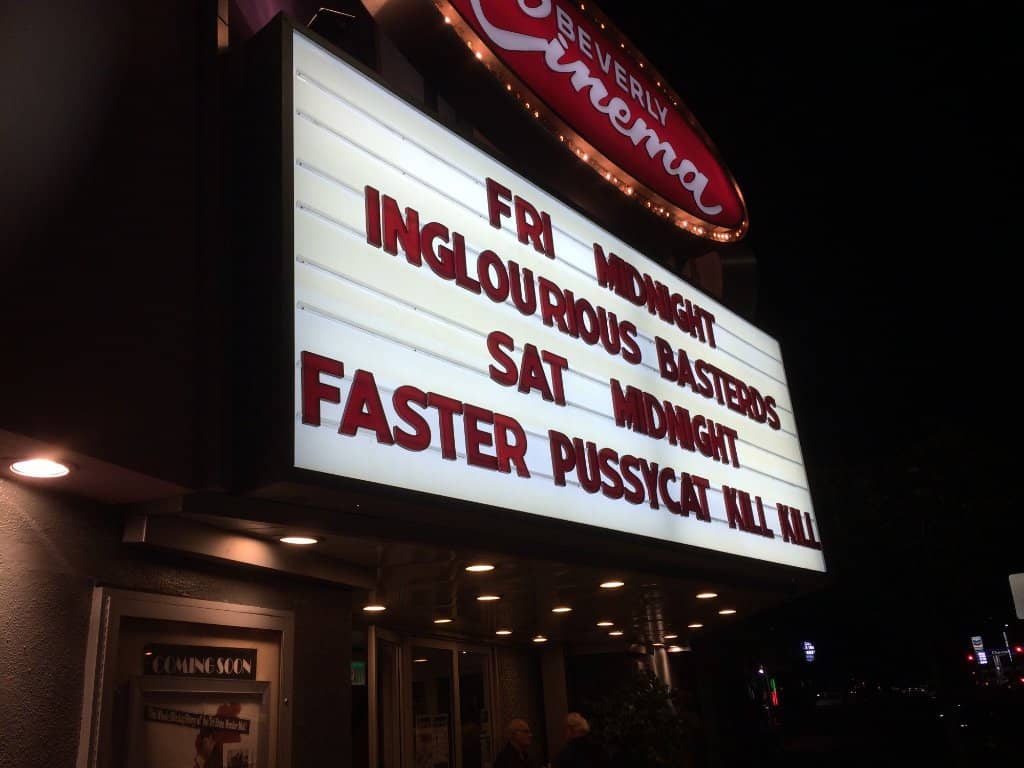 BEVERLY
Cinema
FRI MIDNIGHT
INGLOURIOUS BASTERDS
SAT MIDNIGHT
FASTER PUSSYCAT KILL KILL
COMING SOON